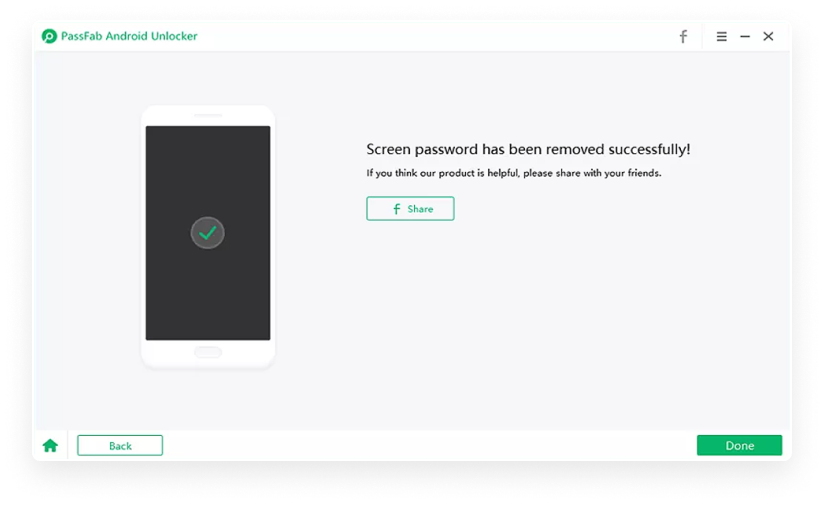 PassFab Android Unlocker
Screen password has been removed successfully!
If you think our product is helpful, please share with your friends.
Share
Back
Done